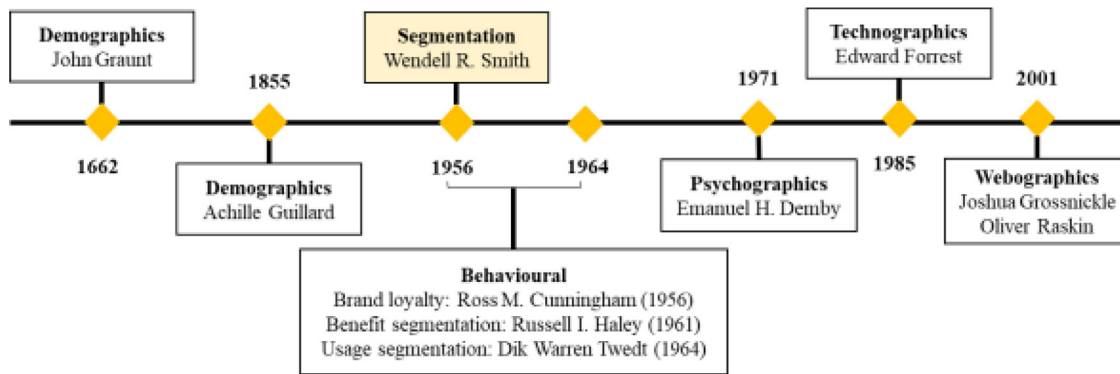 Demographics
John Graunt
Segmentation
Wendell R. Smith
Technographics
Edward Forrest
1855
1971
2001
1662
1956
1964
1985
Demographics
Achille Guillard
Psychographics
Emanuel H. Demby
Webographics
Joshua Grossnickle
Oliver Raskin
Behavioural
Brand loyalty: Ross M. Cunningham (1956)
Benefit segmentation: Russell I. Haley (1961)
Usage segmentation: Dik Warren Twedt (1964)